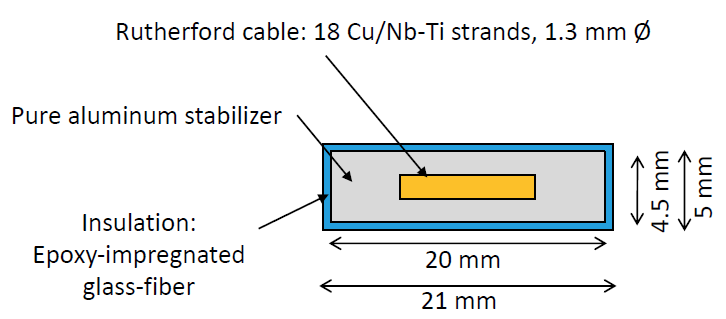 Rutherford cable: 18 Cu/Nb-Ti strands, 1.3 mm Ø
Pure aluminum stabilizer
Insulation:
Epoxy-impregnated
glass-fiber
4.5 mm
5 mm
20 mm
21 mm